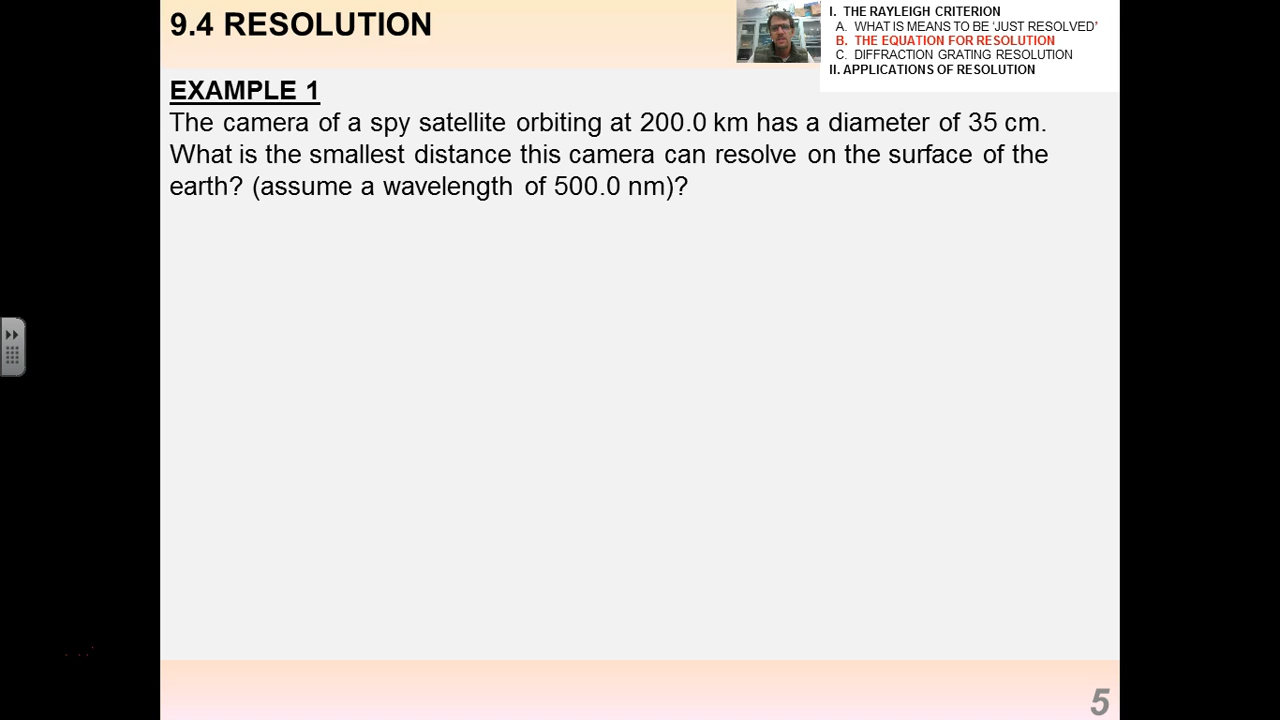 9.4 RESOLUTION
I. THE RAYLEIGH CRITERION
A. WHAT IS MEANS TO BE 'JUST RESOLVED'
B. THE EQUATION FOR RESOLUTION
C. DIFFRACTION GRATING RESOLUTION
II. APPLICATIONS OF RESOLUTION
EXAMPLE 1
The camera of a spy satellite orbiting at 200.0 km has a diameter of 35 cm.
What is the smallest distance this camera can resolve on the surface of the
earth? (assume a wavelength of 500.0 nm)?
5